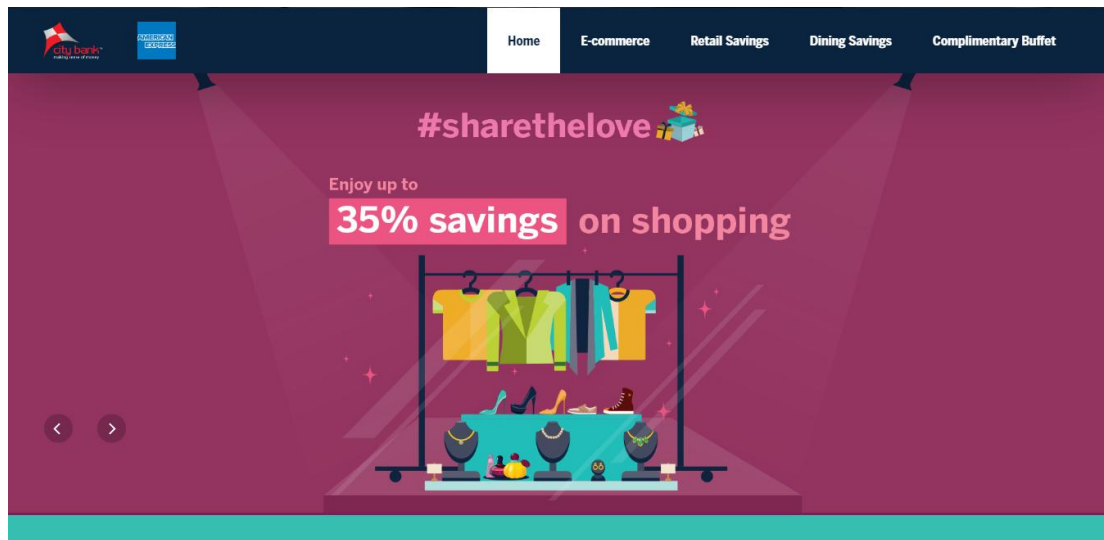 city bank
making sense of money
AMERICAN
EXPRESS
Home
E-commerce
Retail Savings
Dining Savings
Complimentary Buffet
#sharethelove
Enjoy up to
35% savings on shopping